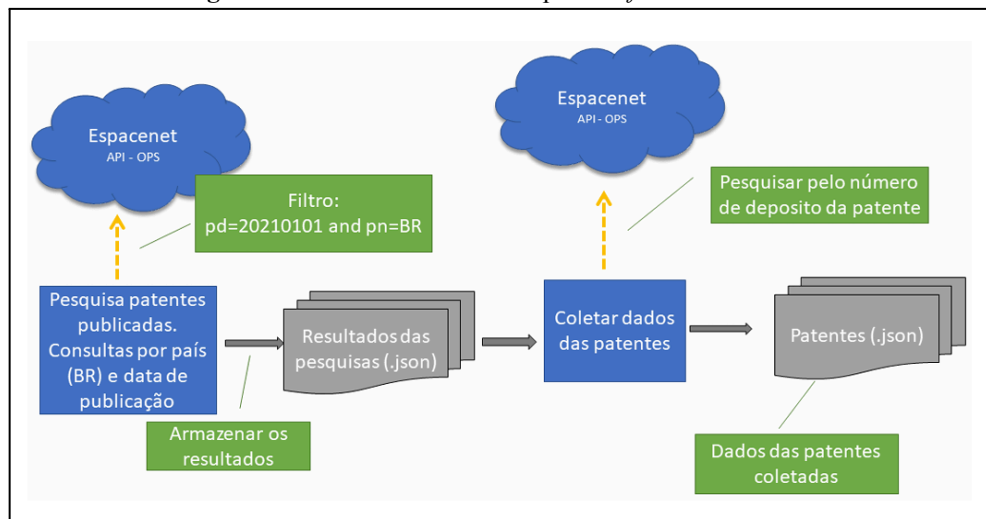 Espacenet
API - OPS
Espacenet
API - OPS
Filtro:
pd=20210101 and pn=BR
Pesquisar pelo número
de deposito da patente
Pesquisa patentes
publicadas.
Consultas por país
(BR) e data de
publicação
Resultados das
pesquisas (.json)
Coletar dados
das patentes
Patentes (.json)
Armazenar os
resultados
Dados das patentes
coletadas